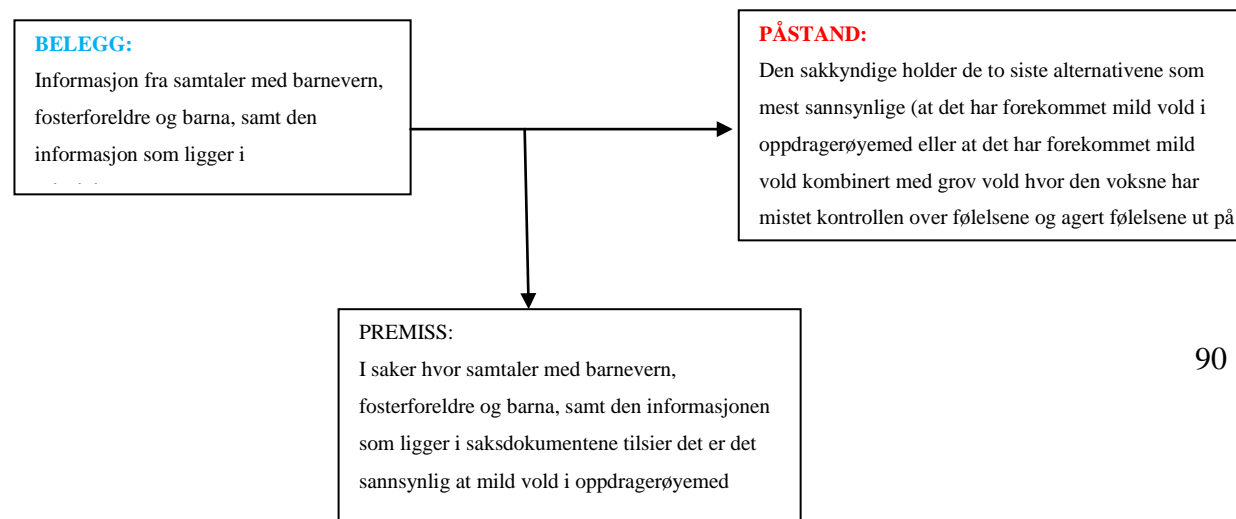 BELEGG:
Informasjon fra samtaler med barnevern,
fosterforeldre og barna, samt den
informasjon som ligger i
PÅSTAND:
Den sakkyndige holder de to siste alternativene som
mest sannsynlige (at det har forekommet mild vold i
oppdragerøyemed eller at det har forekommet mild
vold kombinert med grov vold hvor den voksne har
mistet kontrollen over følelsene og agert følelsene ut på
PREMISS:
I saker hvor samtaler med barnevern,
fosterforeldre og barna, samt den informasjonen
som ligger i saksdokumentene tilsier det er det
sannsynlig at mild vold i oppdragerøyemed
90